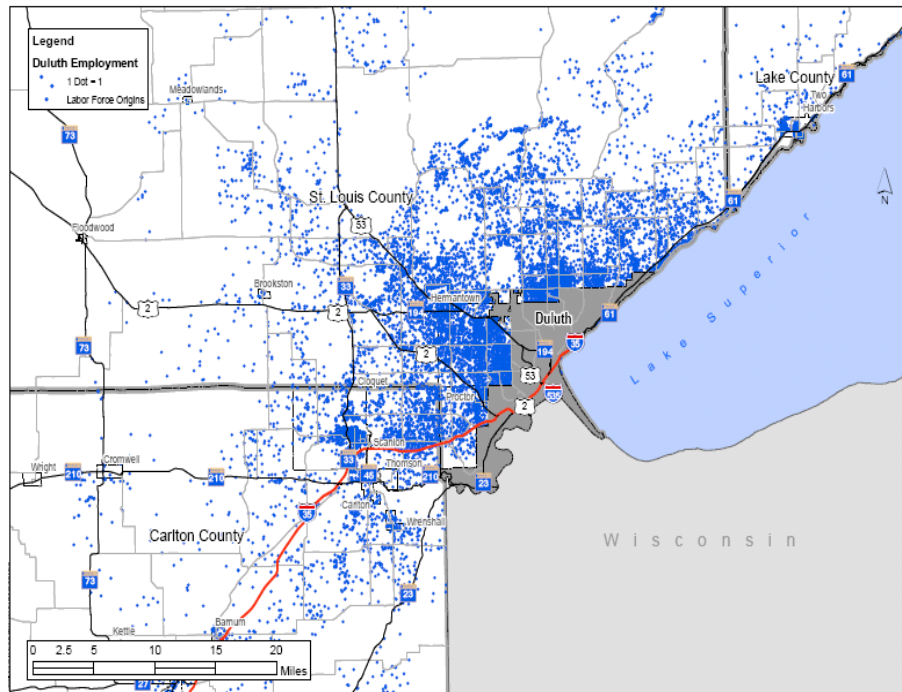 Legend
Duluth Employment
1 Dot = 1
Labor Force Origins
Meadowlands
73
Lake County
61
Two
Harbors
61
St. Louis County
53
N
Floodwood
Brookston
33
2
2
194
Hermantown
Duluth
61
Lake Superior
73
2
194
35
53
Cloquet
Proctor
2
535
Scanlon
33
Wright
210
Cromwell
210
45
Thomson
210
23
Carlton
35
Wrenshall
Carlton County
Wisconsin
73
23
Kettle
Barnum
0 2.5 5 10 15 20
Miles
27